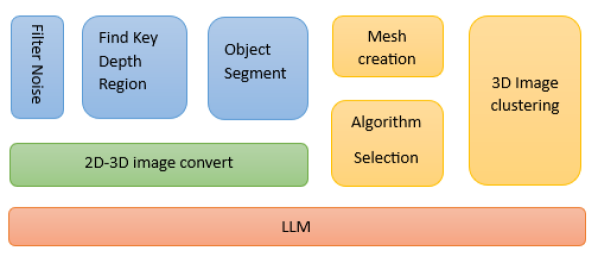 Filter Noise
Find Key
Depth
Region
Object
Segment
Mesh
creation
Algorithm
Selection
3D Image
clustering
2D-3D image convert
LLM